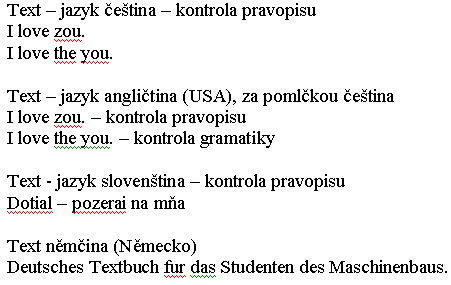 Text – jazyk čeština – kontrola pravopisu
I love zou.
I love the you.

Text – jazyk angličtina (USA), za pomlčkou čeština
I love zou. – kontrola pravopisu
I love the you. – kontrola gramatiky

Text - jazyk slovenština – kontrola pravopisu
Dotial – pozerai na mňa

Text němčina (Německo)
Deutsches Textbuch fur das Studenten des Maschinenbaus.